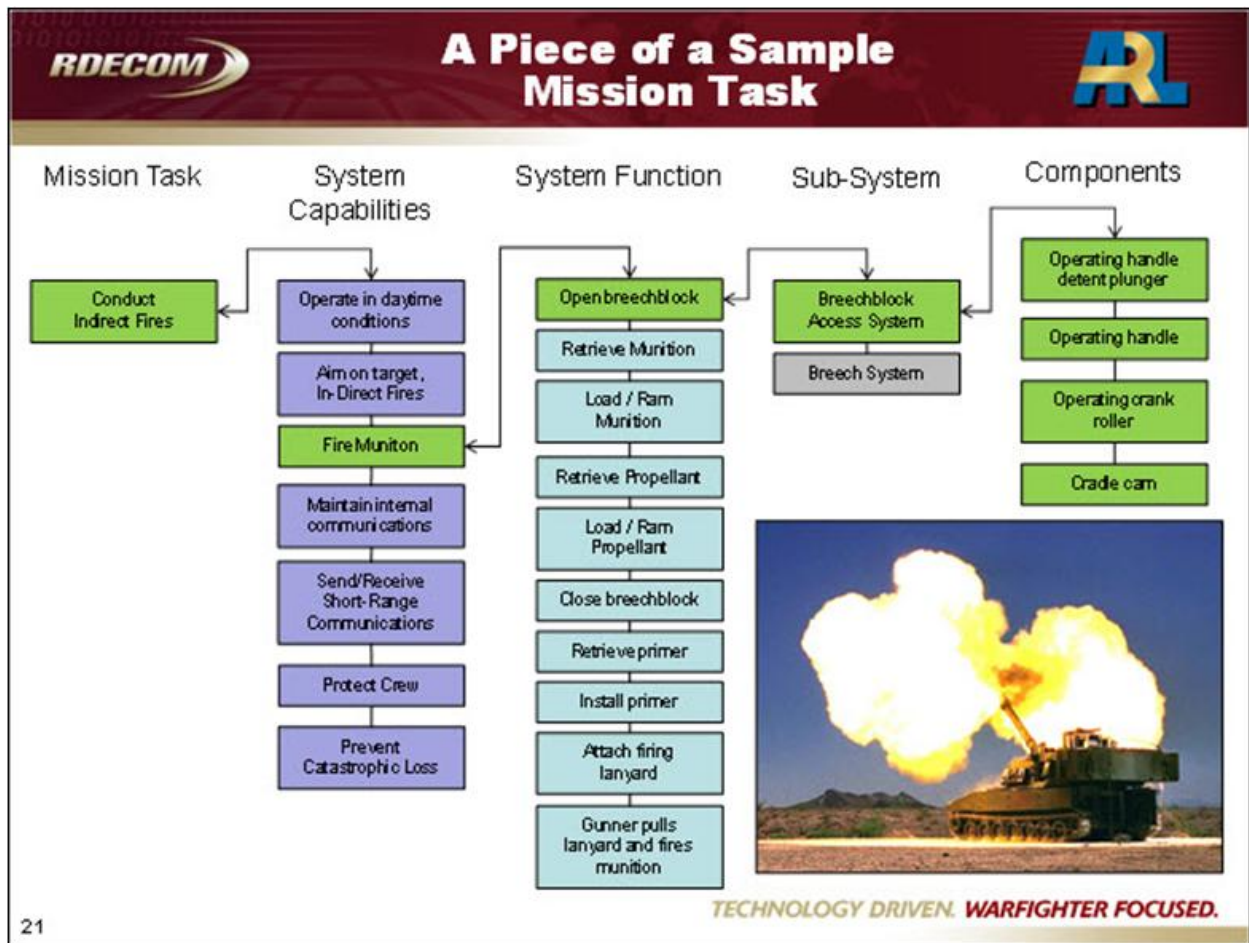 RDECOM
A Piece of a Sample
Mission Task
ARL
Mission Task
System
Capabilities
System Function
Sub-System
Components
Conduct
Indirect Fires
Operate in daytime
conditions
Aim on target,
In-Direct Fires
Fire Muniton
Maintain internal
communications
Send/Receive
Short-Range
Communications
Protect Crew
Prevent
Catastrophic Loss
Open breechblock
Retrieve Munition
Load / Ram
Munition
Retrieve Propellant
Load / Ram
Propellant
Close breechblock
Retrieve primer
Install primer
Attach firing
lanyard
Gunner pulls
lanyard and fires
munition
Breechblock
Access System
Breech System
Operating handle
detent plunger
Operating handle
Operating crank
roller
Cradle cam
TECHNOLOGY DRIVEN. WARFIGHTER FOCUSED.
21